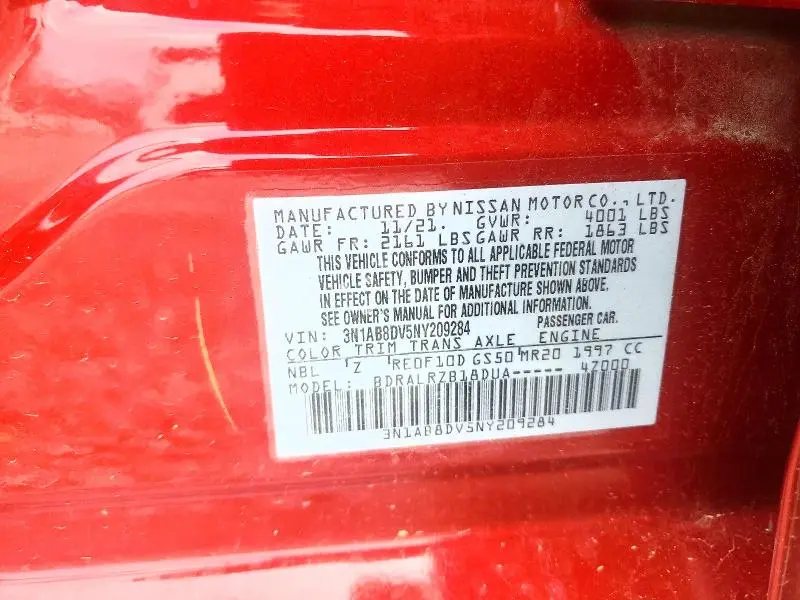 MANUFACTURED BY NISSAN MOTOR CO., LTD.
DATE: 11/21. GVWR: 4001 LBS
GAWR FR: 2161 LBS GAWR RR: 1863 LBS
THIS VEHICLE CONFORMS TO ALL APPLICABLE FEDERAL MOTOR
VEHICLE SAFETY, BUMPER AND THEFT PREVENTION STANDARDS
IN EFFECT ON THE DATE OF MANUFACTURE SHOWN ABOVE.
SEE OWNER'S MANUAL FOR ADDITIONAL INFORMATION.
VIN: 3N1AB8DV5NY209284 PASSENGER CAR.
COLOR TRIM TRANS AXLE ENGINE
NBL Z RE0F10D GS50 MR20 1997 CC
MODEL: BDRALRZB18DUA----- 4Z000
3N1AB8DV5NY209284